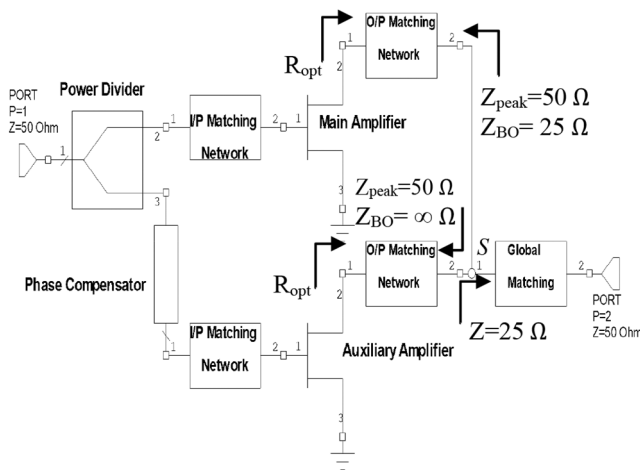 O/P Matching
Network
1
2
2
R_opt
Z_peak=50 Ω
Z_BO= 25 Ω
Power Divider
PORT
P=1
Z=50 Ohm
1
2
3
1
I/P Matching
Network
2
1
Main Amplifier
3
Z_peak=50 Ω
Z_BO= ∞ Ω
O/P Matching
Network
1
2
2
R_opt
S
1
Global
Matching
2
PORT
P=2
Z=50 Ohm
Z=25 Ω
Phase Compensator
1
I/P Matching
Network
2
1
Auxiliary Amplifier
3